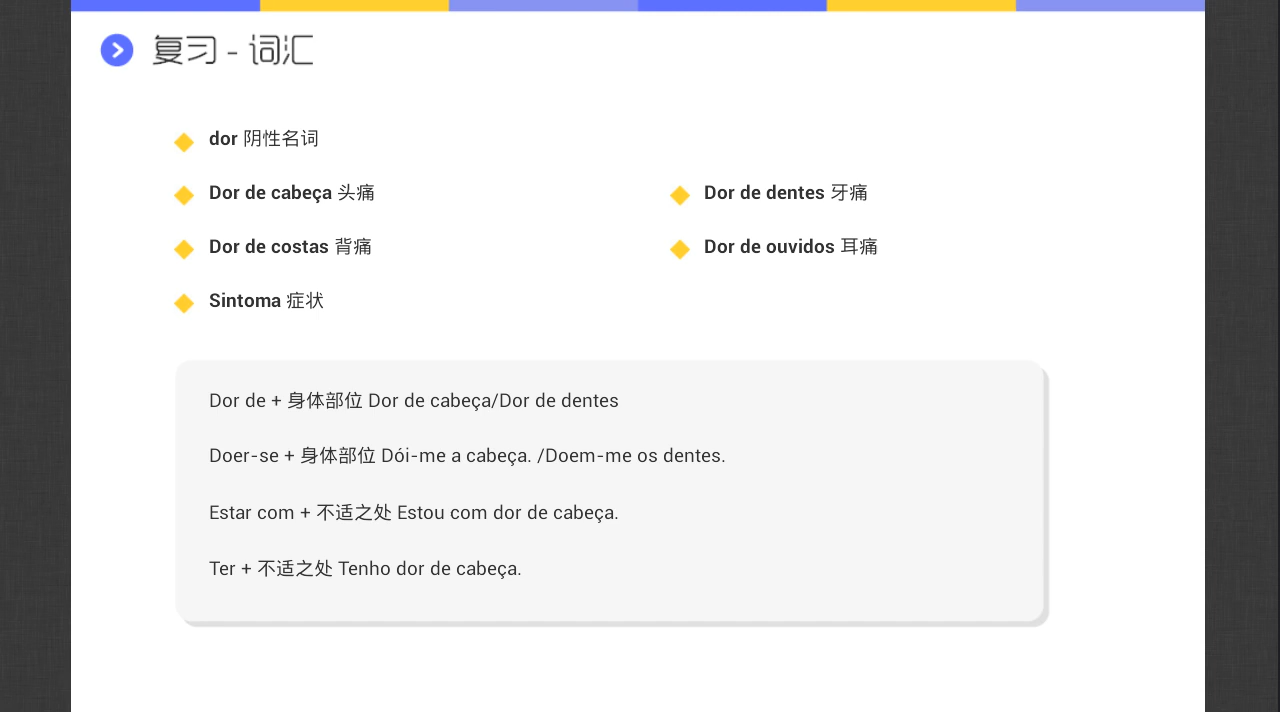 复习 - 词汇
dor 阴性名词
Dor de cabeça 头痛
Dor de dentes 牙痛
Dor de costas 背痛
Dor de ouvidos 耳痛
Sintoma 症状
Dor de + 身体部位 Dor de cabeça/Dor de dentes
Doer-se + 身体部位 Dói-me a cabeça. /Doem-me os dentes.
Estar com + 不适之处 Estou com dor de cabeça.
Ter + 不适之处 Tenho dor de cabeça.